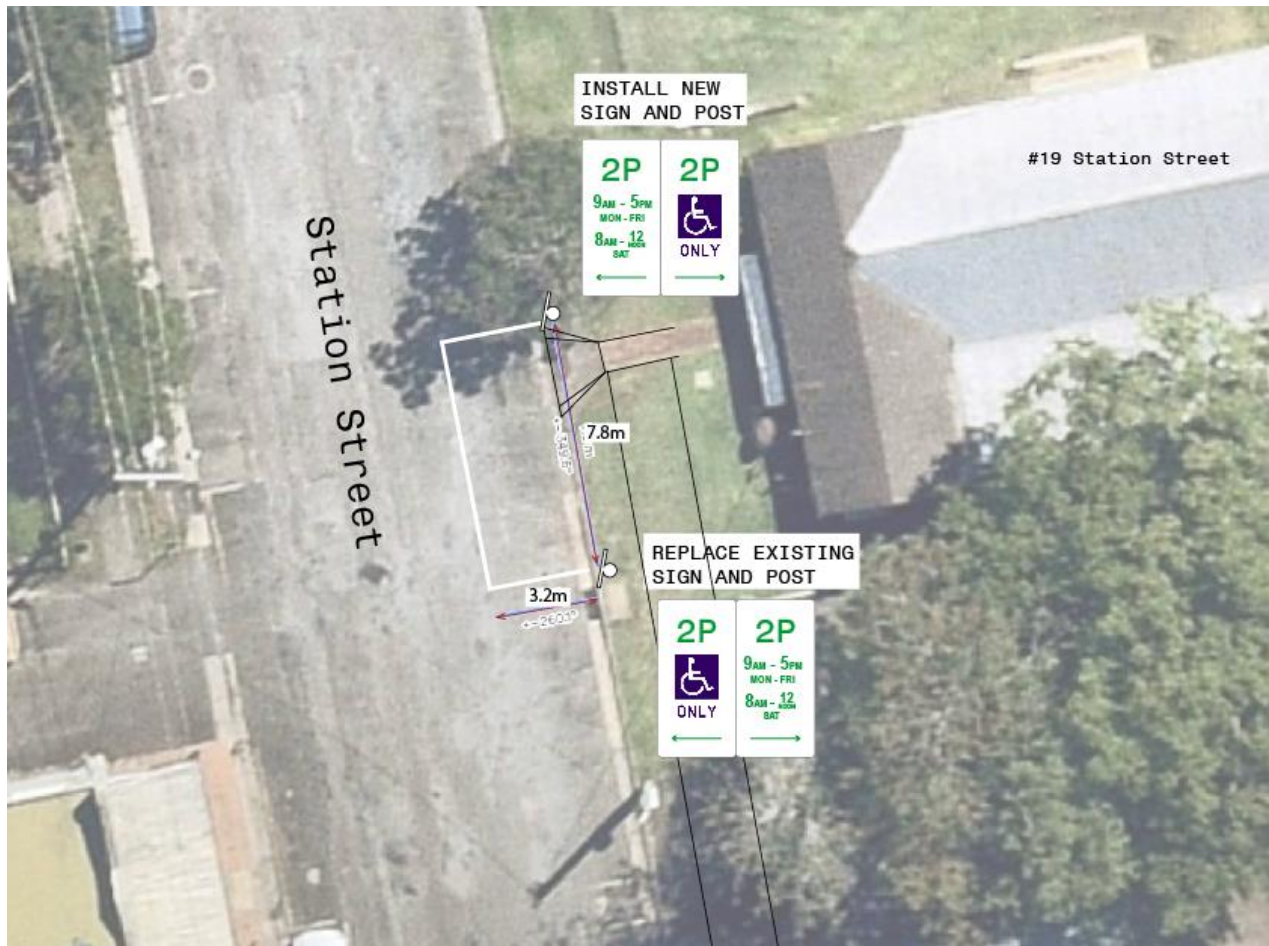 INSTALL NEW
SIGN AND POST
2P
9AM - 5PM
MON - FRI
8AM - 12
NOON
SAT
2P
ONLY
#19 Station Street
Station Street
7.8m
REPLACE EXISTING
SIGN AND POST
3.2m
2P
ONLY
2P
9AM - 5PM
MON - FRI
8AM - 12
NOON
SAT